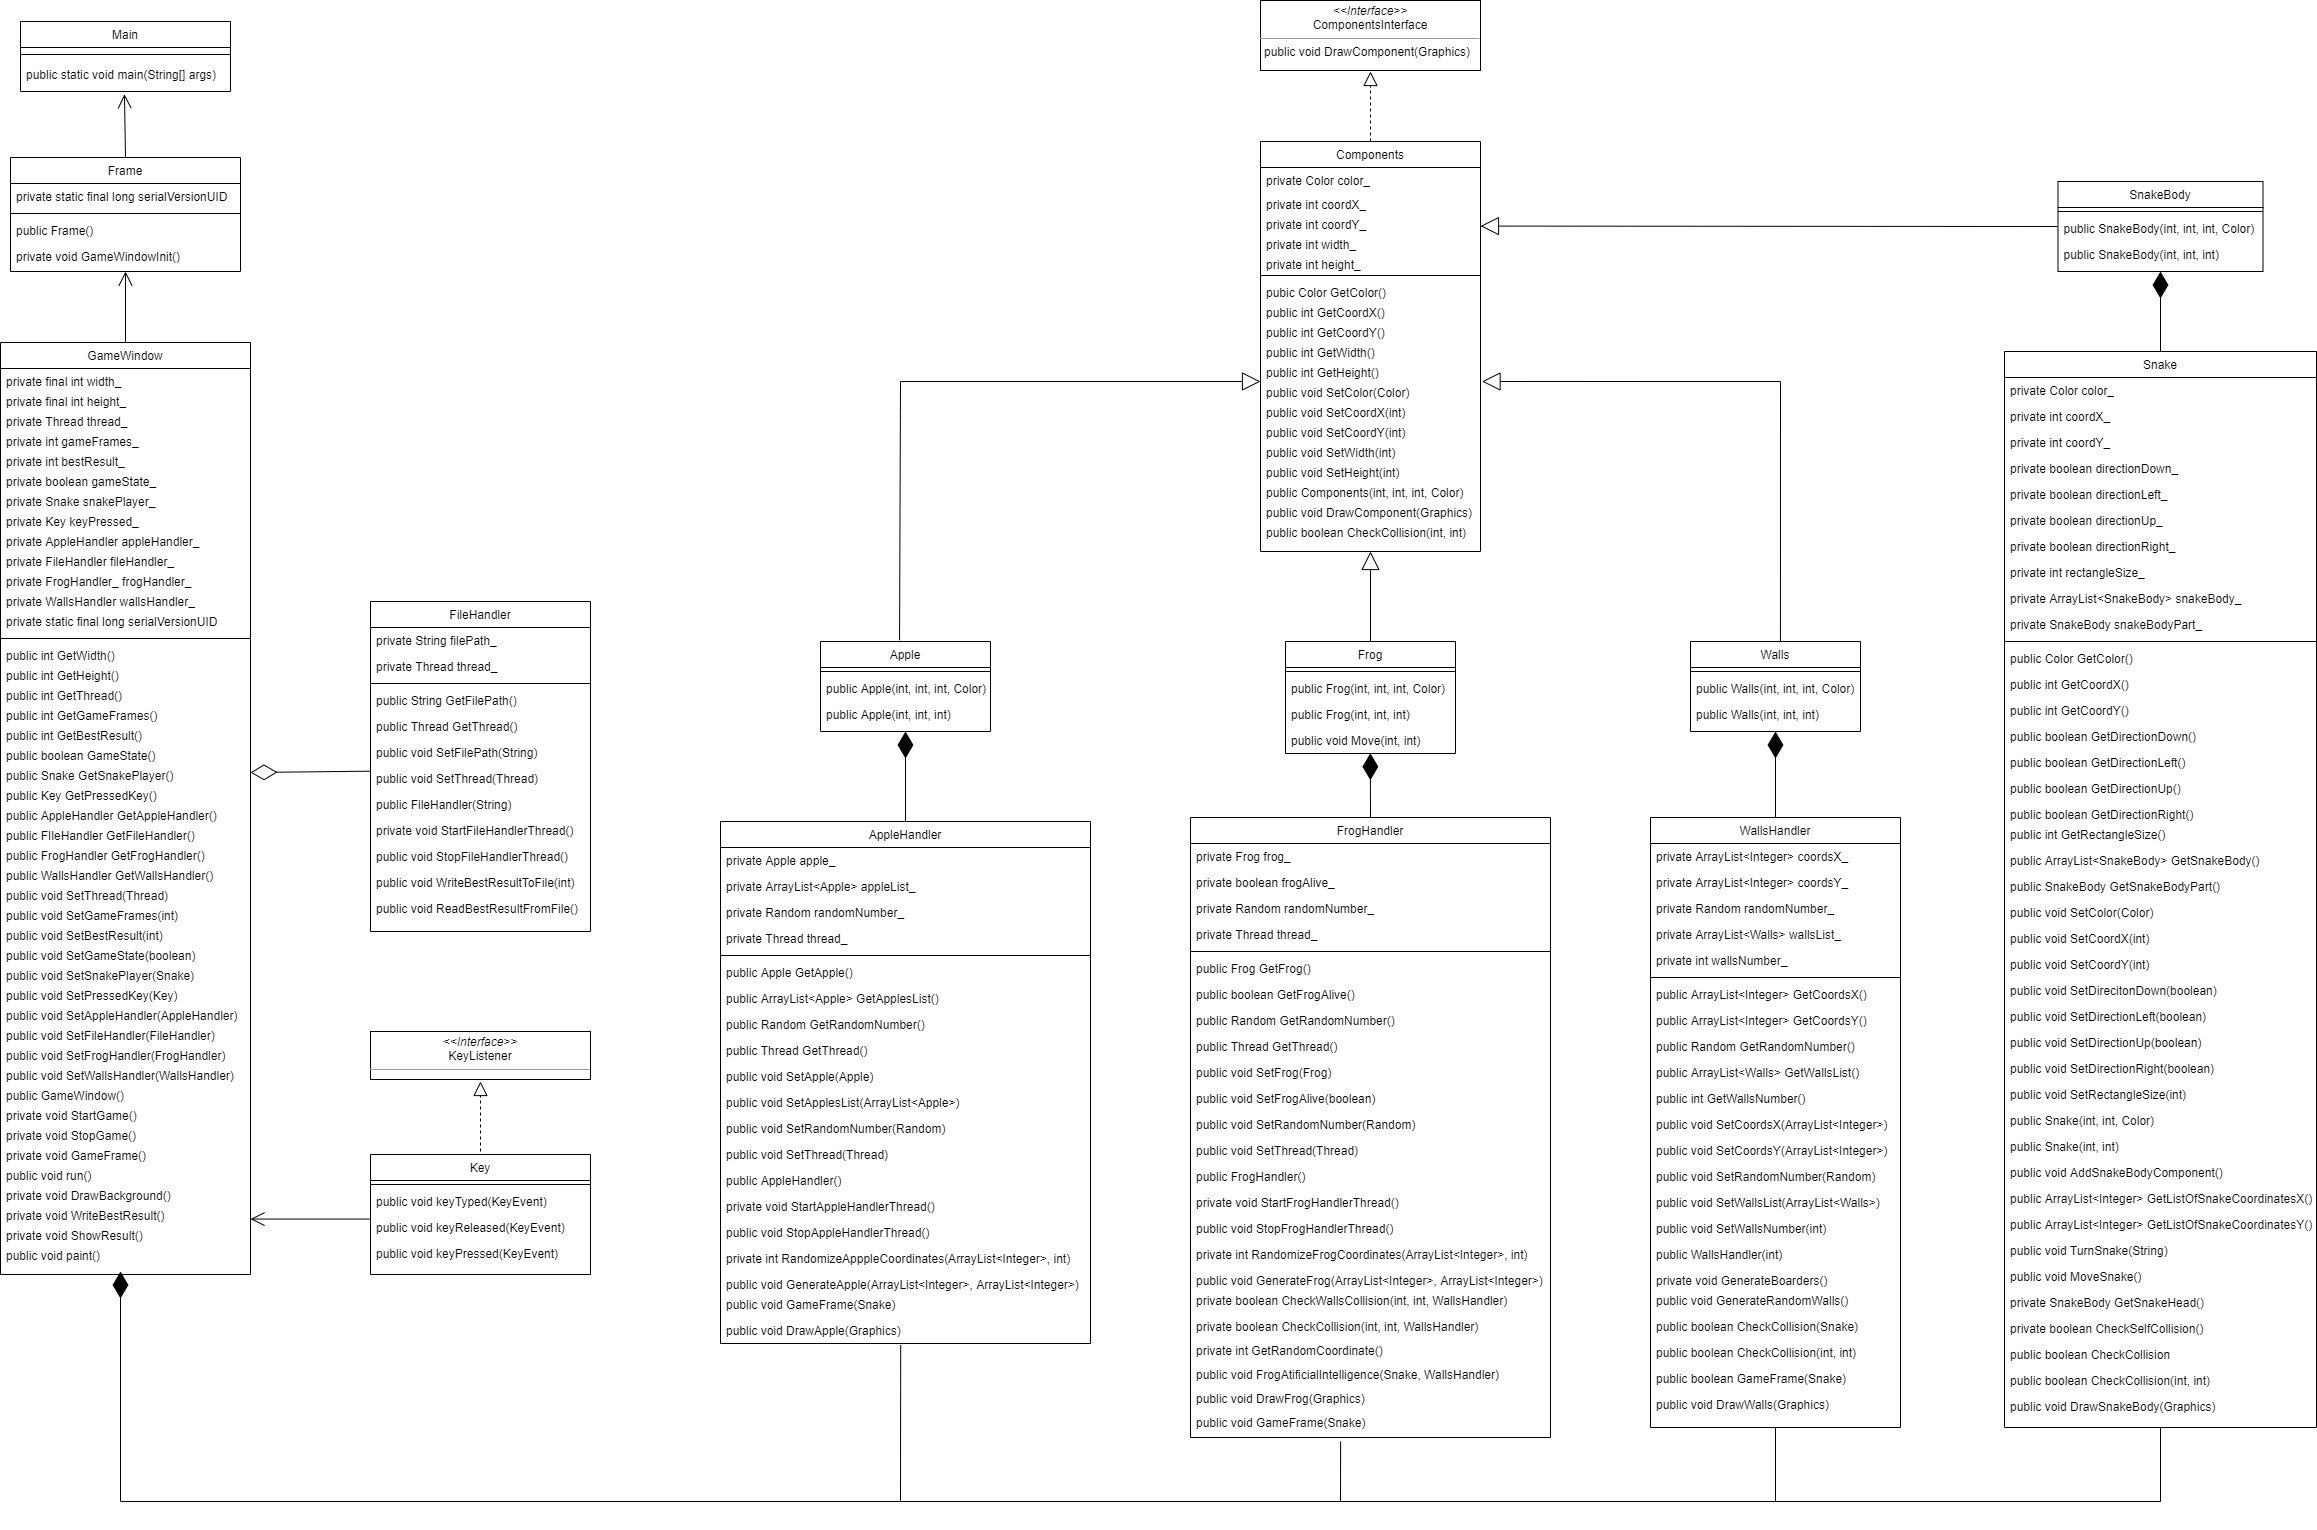 Main
public static void main(String[] args)
Frame
private static final long serialVersionUID
public Frame()
private void GameWindowInit()
GameWindow
private final int width_
private final int height_
private Thread thread_
private int gameFrames_
private int bestResult_
private boolean gameState_
private Snake snakePlayer_
private Key keyPressed_
private AppleHandler appleHandler_
private FileHandler fileHandler_
private FrogHandler_ frogHandler_
private WallsHandler wallsHandler_
private static final long serialVersionUID
public int GetWidth()
public int GetHeight()
public int GetThread()
public int GetGameFrames()
public int GetBestResult()
public boolean GameState()
public Snake GetSnakePlayer()
public Key GetPressedKey()
public AppleHandler GetAppleHandler()
public FIleHandler GetFileHandler()
public FrogHandler GetFrogHandler()
public WallsHandler GetWallsHandler()
public void SetThread(Thread)
public void SetGameFrames(int)
public void SetBestResult(int)
public void SetGameState(boolean)
public void SetSnakePlayer(Snake)
public void SetPressedKey(Key)
public void SetAppleHandler(AppleHandler)
public void SetFileHandler(FileHandler)
public void SetFrogHandler(FrogHandler)
public void SetWallsHandler(WallsHandler)
public GameWindow()
private void StartGame()
private void StopGame()
private void GameFrame()
public void run()
private void DrawBackground()
private void WriteBestResult()
private void ShowResult()
public void paint()
FileHandler
private String filePath_
private Thread thread_
public String GetFilePath()
public Thread GetThread()
public void SetFilePath(String)
public void SetThread(Thread)
public FileHandler(String)
private void StartFileHandlerThread()
public void StopFileHandlerThread()
public void WriteBestResultToFile(int)
public void ReadBestResultFromFile()
<<Interface>>
KeyListener
Key
public void keyTyped(KeyEvent)
public void keyReleased(KeyEvent)
public void keyPressed(KeyEvent)
<<Interface>>
ComponentsInterface
public void DrawComponent(Graphics)
Components
private Color color_
private int coordX_
private int coordY_
private int width_
private int height_
pubic Color GetColor()
public int GetCoordX()
public int GetCoordY()
public int GetWidth()
public int GetHeight()
public void SetColor(Color)
public void SetCoordX(int)
public void SetCoordY(int)
public void SetWidth(int)
public void SetHeight(int)
public Components(int, int, int, Color)
public void DrawComponent(Graphics)
public boolean CheckCollision(int, int)
Apple
public Apple(int, int, int, Color)
public Apple(int, int, int)
AppleHandler
private Apple apple_
private ArrayList<Apple> appleList_
private Random randomNumber_
private Thread thread_
public Apple GetApple()
public ArrayList<Apple> GetApplesList()
public Random GetRandomNumber()
public Thread GetThread()
public void SetApple(Apple)
public void SetApplesList(ArrayList<Apple>)
public void SetRandomNumber(Random)
public void SetThread(Thread)
public AppleHandler()
private void StartAppleHandlerThread()
public void StopAppleHandlerThread()
private int RandomizeApppleCoordinates(ArrayList<Integer>, int)
public void GenerateApple(ArrayList<Integer>, ArrayList<Integer>)
public void GameFrame(Snake)
public void DrawApple(Graphics)
Frog
public Frog(int, int, int, Color)
public Frog(int, int, int)
public void Move(int, int)
FrogHandler
private Frog frog_
private boolean frogAlive_
private Random randomNumber_
private Thread thread_
public Frog GetFrog()
public boolean GetFrogAlive()
public Random GetRandomNumber()
public Thread GetThread()
public void SetFrog(Frog)
public void SetFrogAlive(boolean)
public void SetRandomNumber(Random)
public void SetThread(Thread)
public FrogHandler()
private void StartFrogHandlerThread()
public void StopFrogHandlerThread()
private int RandomizeFrogCoordinates(ArrayList<Integer>, int)
public void GenerateFrog(ArrayList<Integer>, ArrayList<Integer>)
private boolean CheckWallsCollision(int, int, WallsHandler)
private boolean CheckCollision(int, int, WallsHandler)
private int GetRandomCoordinate()
public void FrogAtificialIntelligence(Snake, WallsHandler)
public void DrawFrog(Graphics)
public void GameFrame(Snake)
Walls
public Walls(int, int, int, Color)
public Walls(int, int, int)
WallsHandler
private ArrayList<Integer> coordsX_
private ArrayList<Integer> coordsY_
private Random randomNumber_
private ArrayList<Walls> wallsList_
private int wallsNumber_
public ArrayList<Integer> GetCoordsX()
public ArrayList<Integer> GetCoordsY()
public Random GetRandomNumber()
public ArrayList<Walls> GetWallsList()
public int GetWallsNumber()
public void SetCoordsX(ArrayList<Integer>)
public void SetCoordsY(ArrayList<Integer>)
public void SetRandomNumber(Random)
public void SetWallsList(ArrayList<Walls>)
public void SetWallsNumber(int)
public WallsHandler(int)
private void GenerateBoarders()
public void GenerateRandomWalls()
public boolean CheckCollision(Snake)
public boolean CheckCollision(int, int)
public boolean GameFrame(Snake)
public void DrawWalls(Graphics)
SnakeBody
public SnakeBody(int, int, int, Color)
public SnakeBody(int, int, int)
Snake
private Color color_
private int coordX_
private int coordY_
private boolean directionDown_
private boolean directionLeft_
private boolean directionUp_
private boolean directionRight_
private int rectangleSize_
private ArrayList<SnakeBody> snakeBody_
private SnakeBody snakeBodyPart_
public Color GetColor()
public int GetCoordX()
public int GetCoordY()
public boolean GetDirectionDown()
public boolean GetDirectionLeft()
public boolean GetDirectionUp()
public boolean GetDirectionRight()
public int GetRectangleSize()
public ArrayList<SnakeBody> GetSnakeBody()
public SnakeBody GetSnakeBodyPart()
public void SetColor(Color)
public void SetCoordX(int)
public void SetCoordY(int)
public void SetDirecitonDown(boolean)
public void SetDirectionLeft(boolean)
public void SetDirectionUp(boolean)
public void SetDirectionRight(boolean)
public void SetRectangleSize(int)
public Snake(int, int, Color)
public Snake(int, int)
public void AddSnakeBodyComponent()
public ArrayList<Integer> GetListOfSnakeCoordinatesX()
public ArrayList<Integer> GetListOfSnakeCoordinatesY()
public void TurnSnake(String)
public void MoveSnake()
private SnakeBody GetSnakeHead()
private boolean CheckSelfCollision()
public boolean CheckCollision
public boolean CheckCollision(int, int)
public void DrawSnakeBody(Graphics)